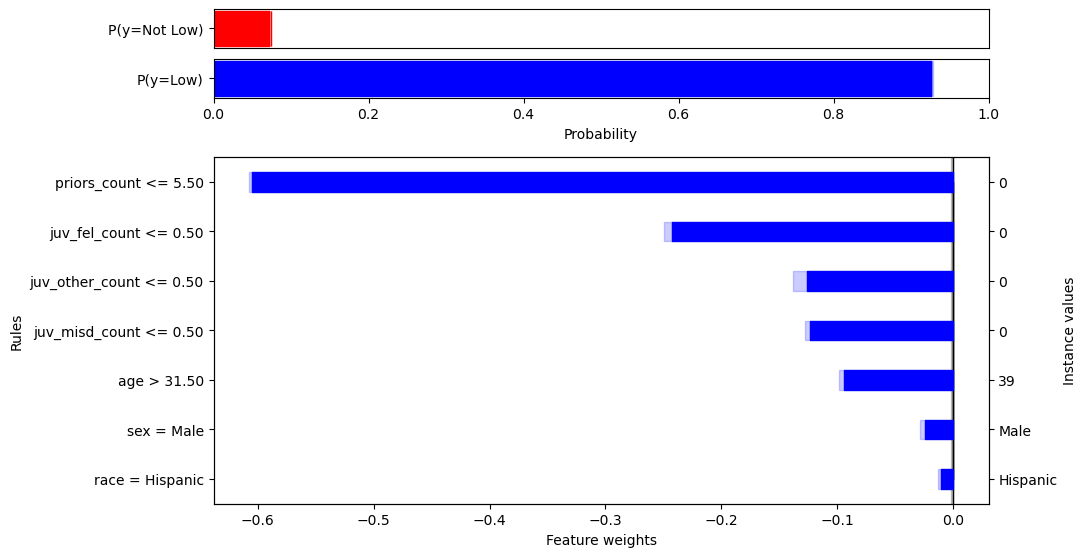 P(y=Not Low)
P(y=Low)
0.0 0.2 0.4 0.6 0.8 1.0
Probability
priors_count <= 5.50 0
juv_fel_count <= 0.50 0
juv_other_count <= 0.50 0
juv_misd_count <= 0.50 0
age > 31.50 39
sex = Male Male
race = Hispanic Hispanic
Rules
Instance values
−0.6 −0.5 −0.4 −0.3 −0.2 −0.1 0.0
Feature weights